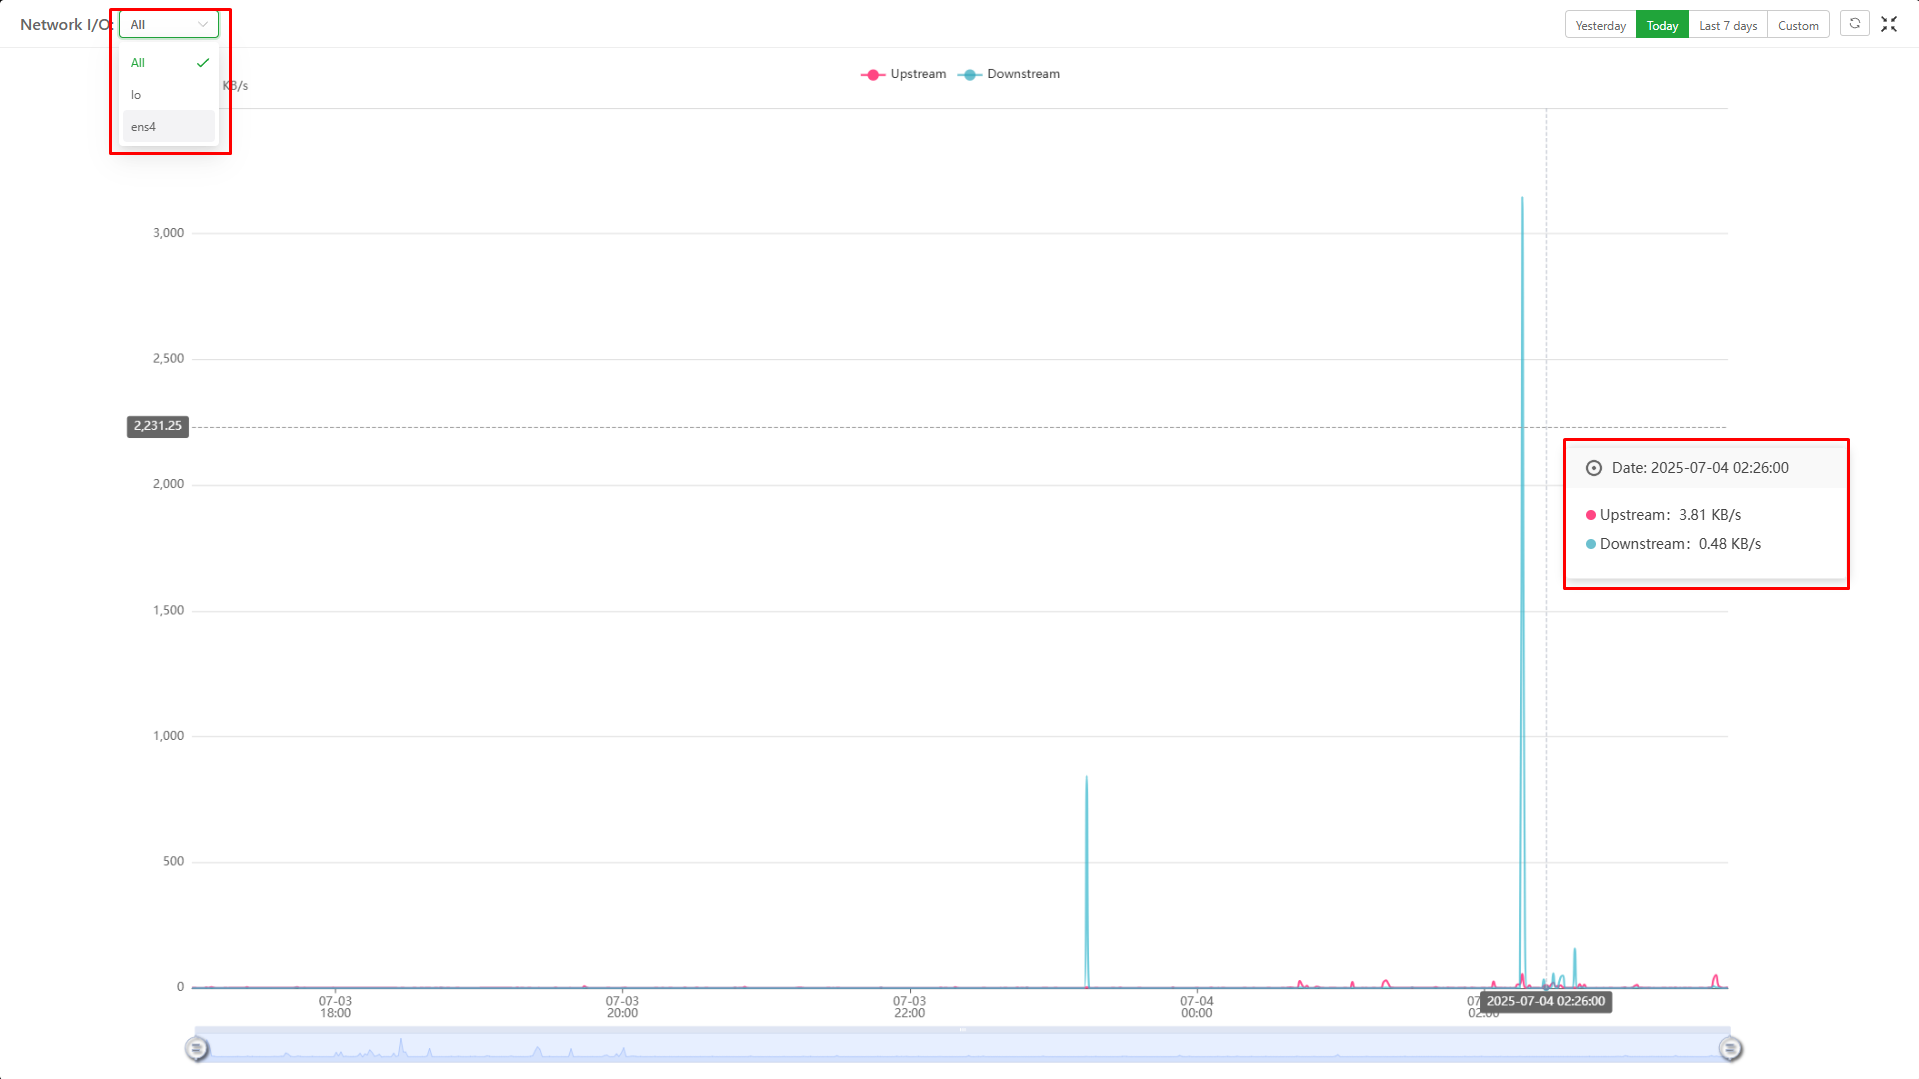 Network I/O: All
Yesterday Today Last 7 days Custom
All
lo
ens4
KB/s
Upstream Downstream
3,000
2,500
2,231.25
2,000
1,500
1,000
500
0
Date: 2025-07-04 02:26:00
Upstream: 3.81 KB/s
Downstream: 0.48 KB/s
07-03
18:00
07-03
20:00
07-03
22:00
07-04
00:00
02:00
2025-07-04 02:26:00